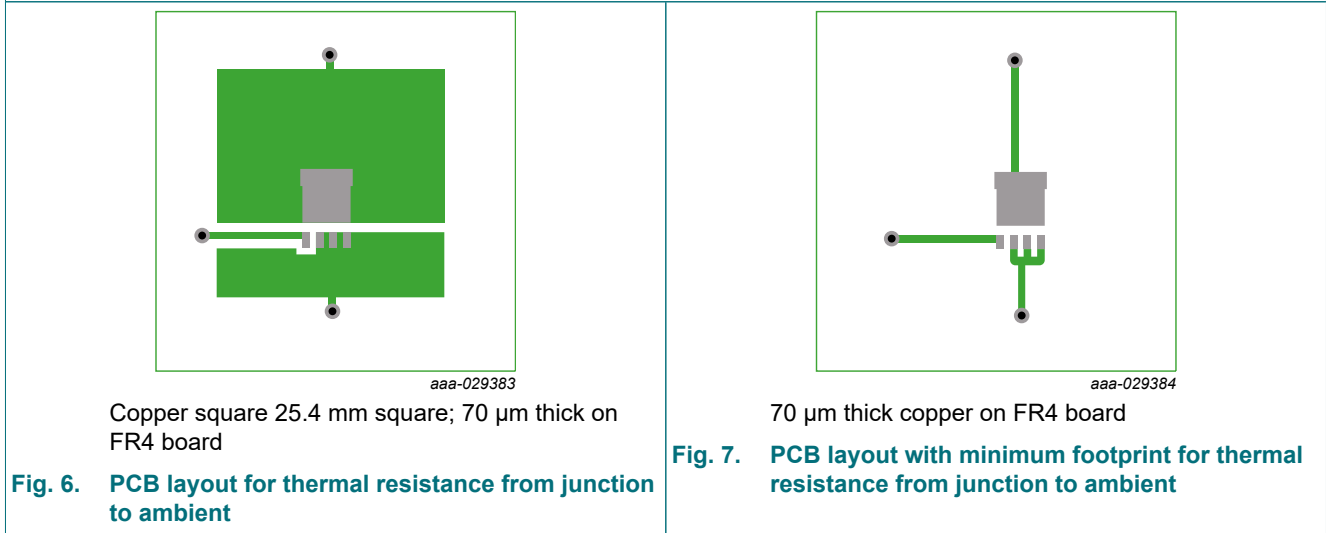 aaa-029383
Copper square 25.4 mm square; 70 μm thick on
FR4 board
Fig. 6. PCB layout for thermal resistance from junction
to ambient
aaa-029384
70 μm thick copper on FR4 board
Fig. 7. PCB layout with minimum footprint for thermal
resistance from junction to ambient